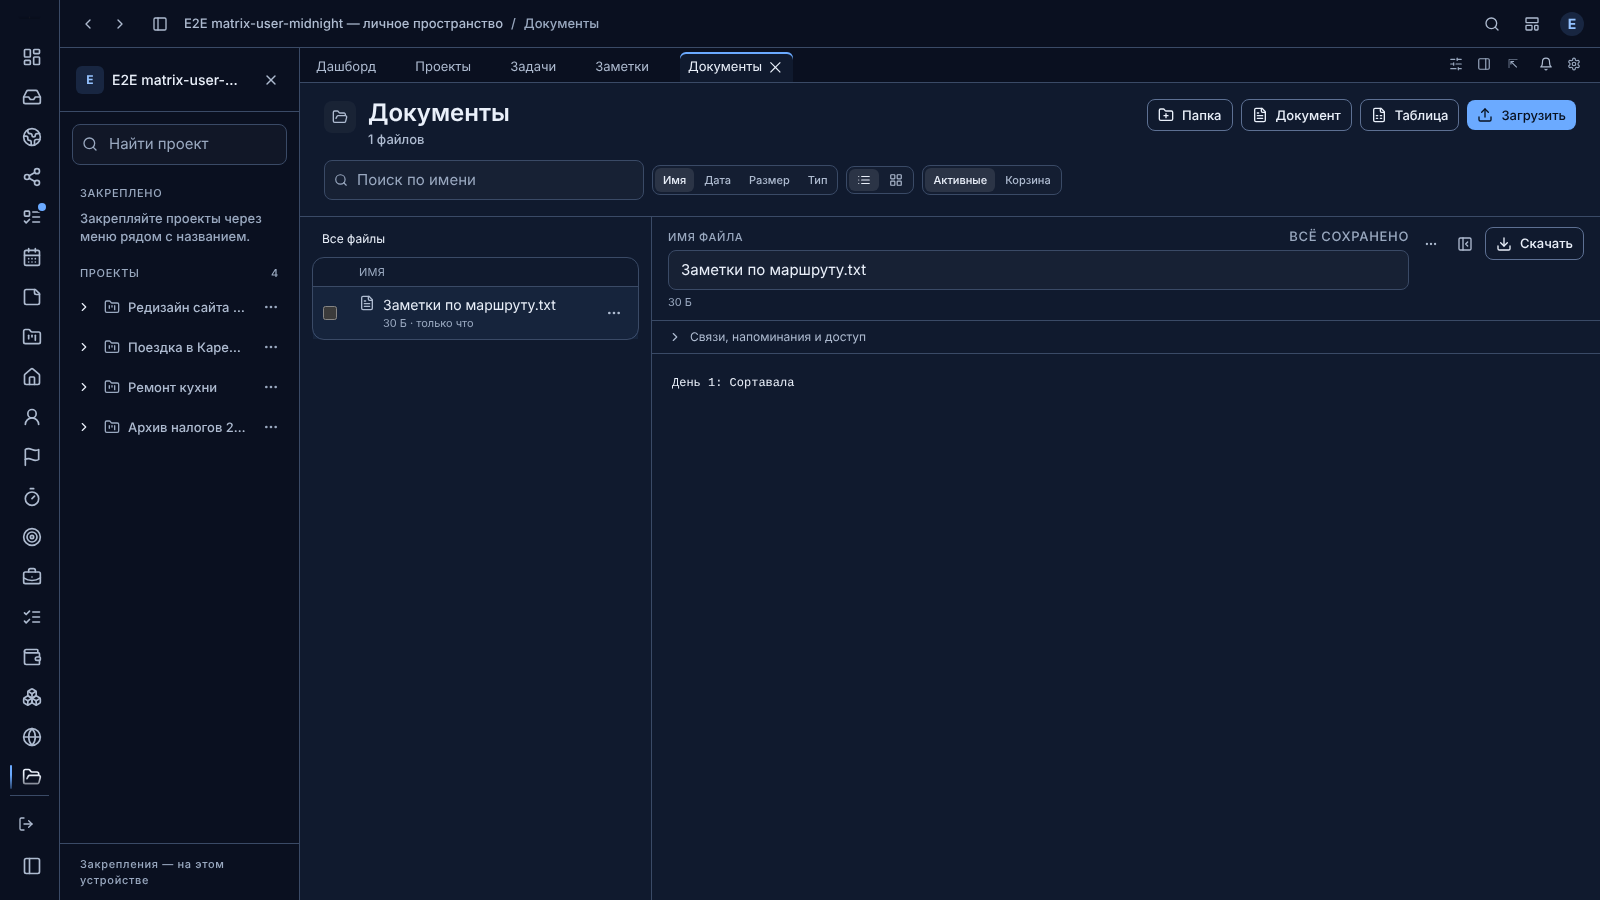 E2E matrix-user-midnight — личное пространство / Документы
E
E E2E matrix-user-...
Найти проект
ЗАКРЕПЛЕНО
Закрепляйте проекты через
меню рядом с названием.
ПРОЕКТЫ 4
Редизайн сайта ...
Поездка в Каре...
Ремонт кухни
Архив налогов 2...
Закрепления — на этом
устройстве
Дашборд Проекты Задачи Заметки Документы
Документы
1 файлов
Папка Документ Таблица Загрузить
Поиск по имени
Имя Дата Размер Тип Активные Корзина
Все файлы
ИМЯ
Заметки по маршруту.txt
30 Б · только что
ИМЯ ФАЙЛА ВСЁ СОХРАНЕНО
Скачать
Заметки по маршруту.txt
30 Б
Связи, напоминания и доступ
День 1: Сортавала